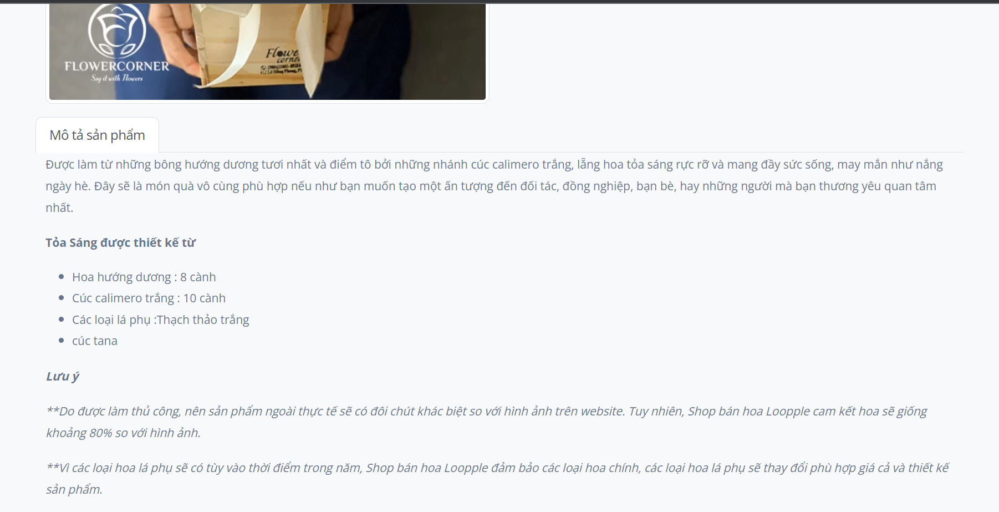 FLOWERCORNER
Say it with Flowers
Flowe
corne
Mô tả sản phẩm
Được làm từ những bông hướng dương tươi nhất và điểm tô bởi những nhánh cúc calimero trắng, lẵng hoa tỏa sáng rực rỡ và mang đầy sức sống, may mắn như nắng
ngày hè. Đây sẽ là món quà vô cùng phù hợp nếu như bạn muốn tạo một ấn tượng đến đối tác, đồng nghiệp, bạn bè, hay những người mà bạn thương yêu quan tâm
nhất.
Tỏa Sáng được thiết kế từ
Hoa hướng dương : 8 cành
Cúc calimero trắng : 10 cành
Các loại lá phụ :Thạch thảo trắng
cúc tana
Lưu ý
**Do được làm thủ công, nên sản phẩm ngoài thực tế sẽ có đôi chút khác biệt so với hình ảnh trên website. Tuy nhiên, Shop bán hoa Loopple cam kết hoa sẽ giống
khoảng 80% so với hình ảnh.
**Vì các loại hoa lá phụ sẽ có tùy vào thời điểm trong năm, Shop bán hoa Loopple đảm bảo các loại hoa chính, các loại hoa lá phụ sẽ thay đổi phù hợp giá cả và thiết kế
sản phẩm.